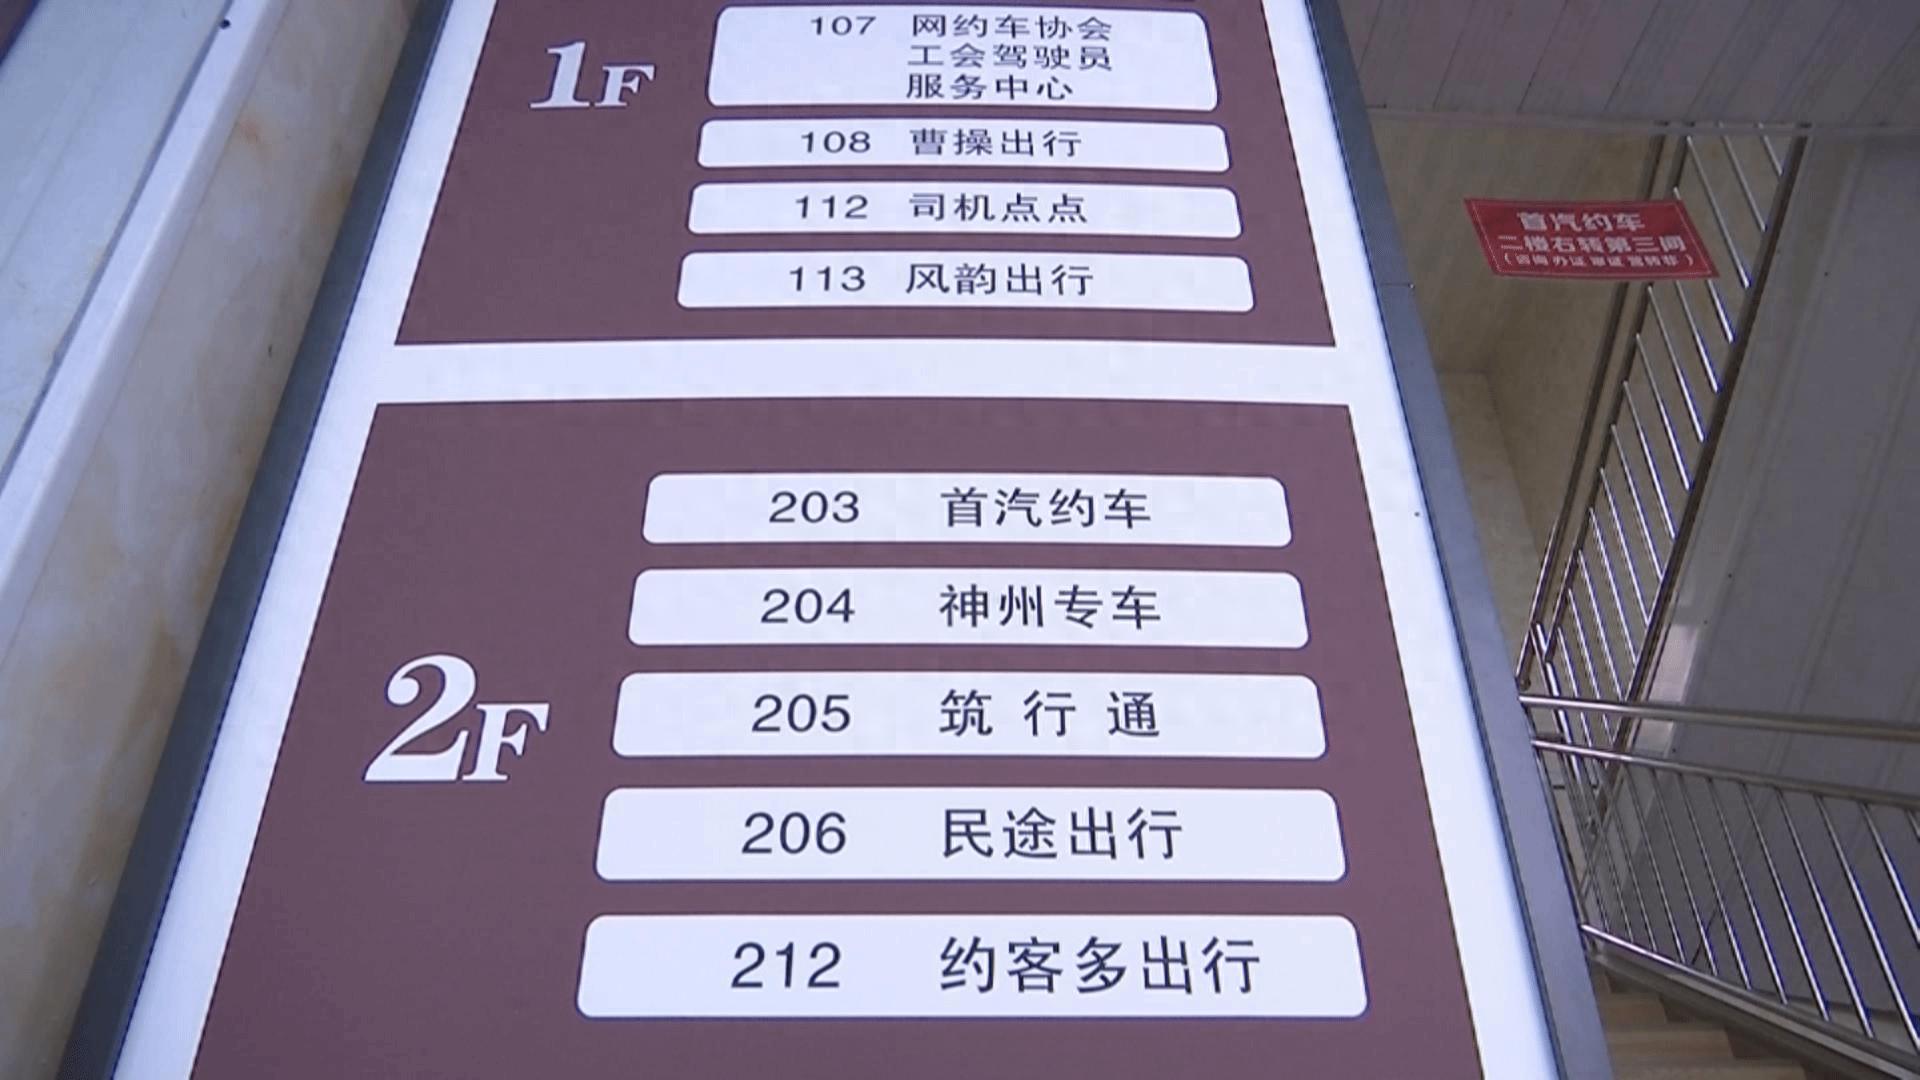 1F
107 网约车协会
工会驾驶员
服务中心
108 曹操出行
112 司机点点
113 风韵出行
2F
203 首汽约车
204 神州专车
205 筑行通
206 民途出行
212 约客多出行
首汽约车
二楼右转第三间